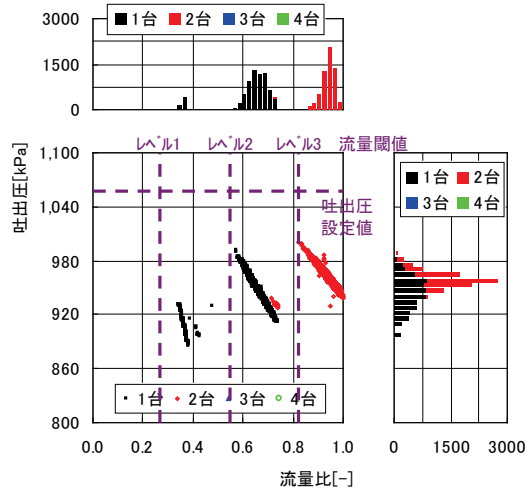 3000
1500
0
1台 2台 3台 4台
レベル1 レベル2 レベル3 流量閾値
吐出圧[kPa]
1,100
1,040
980
920
860
800
吐出圧
設定値
1台 2台 3台 4台
0.0 0.2 0.4 0.6 0.8 1.0
流量比[-]
1台 2台
3台 4台
0 1500 3000